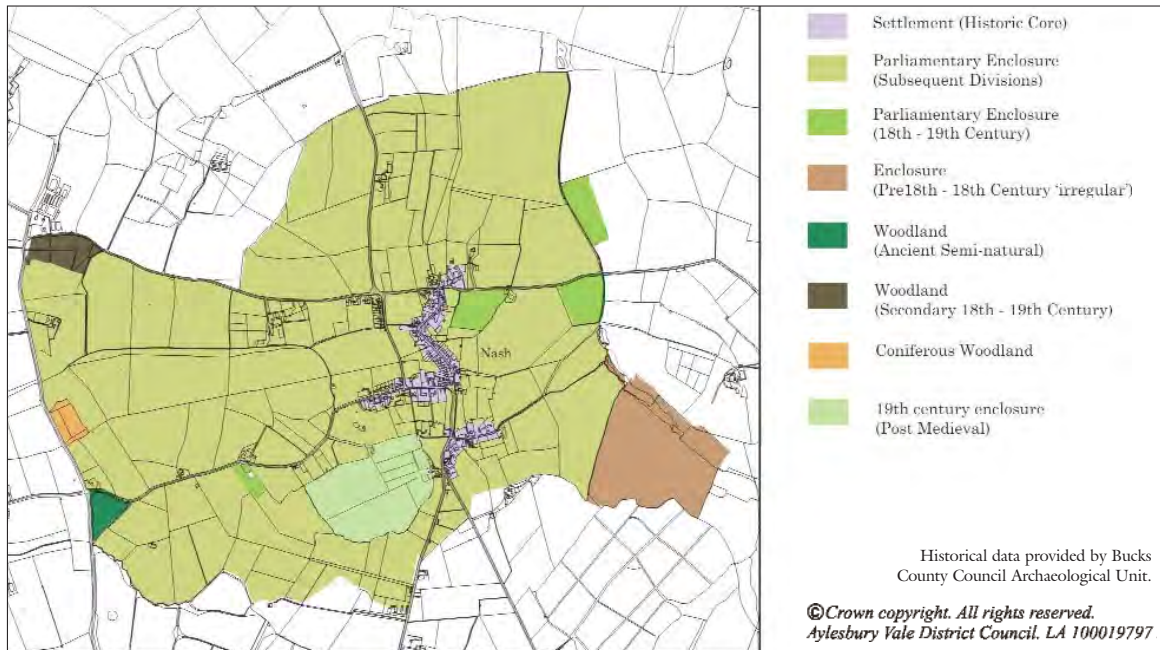 Settlement (Historic Core)
Parliamentary Enclosure
(Subsequent Divisions)
Parliamentary Enclosure
(18th - 19th Century)
Enclosure
(Pre18th - 18th Century ‘irregular’)
Woodland
(Ancient Semi-natural)
Woodland
(Secondary 18th - 19th Century)
Coniferous Woodland
19th century enclosure
(Post Medieval)
Nash
Historical data provided by Bucks
County Council Archaeological Unit.
©Crown copyright. All rights reserved.
Aylesbury Vale District Council. LA 100019797